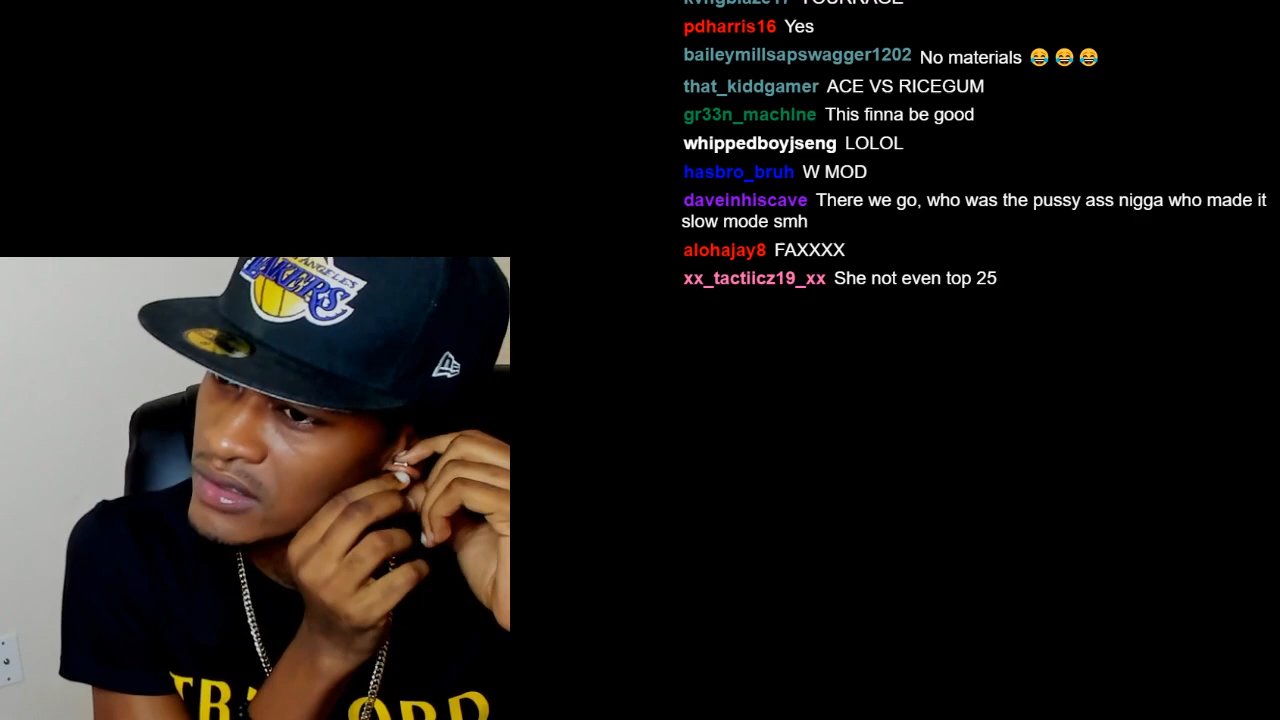 pdharris16 Yes
baileymillsapswagger1202 No materials 😂 😂 😂
that_kiddgamer ACE VS RICEGUM
gr33n_machIne This finna be good
whippedboyjseng LOLOL
hasbro_bruh W MOD
daveinhiscave There we go, who was the pussy ass nigga who made it
slow mode smh
alohajay8 FAXXXX
xx_tactiicz19_xx She not even top 25
ANGELES
LAKERS